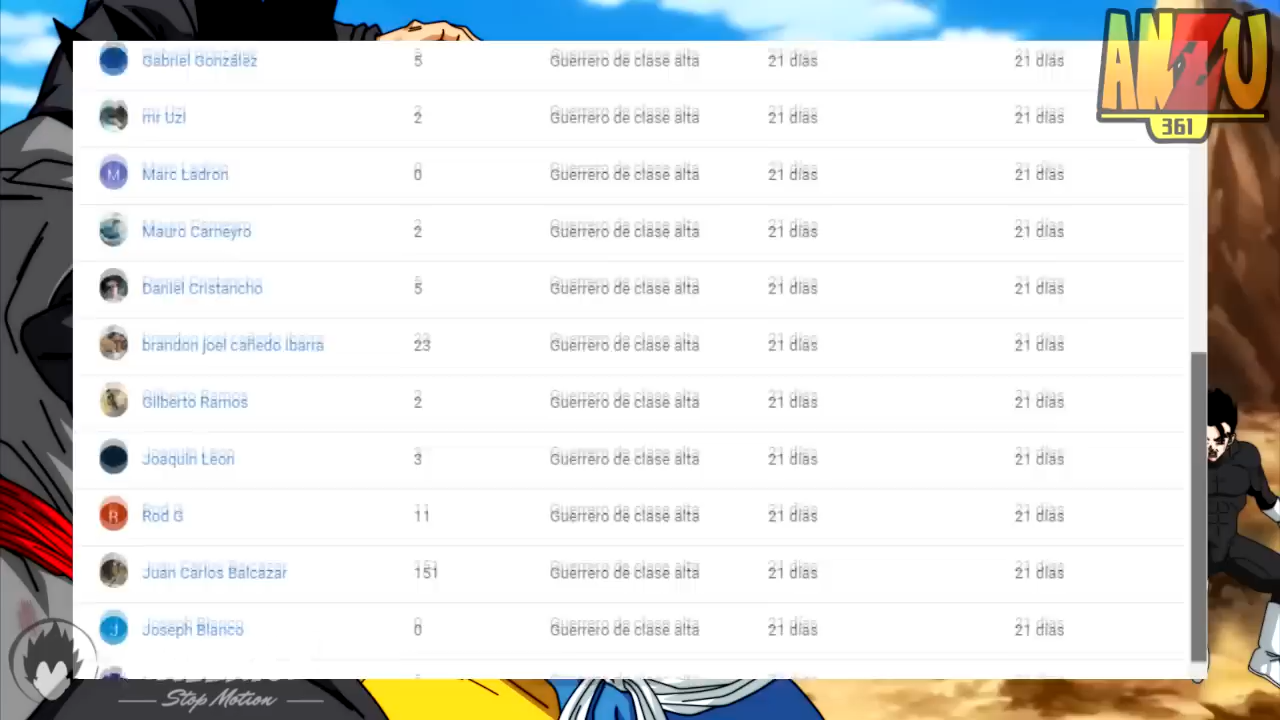 Gabriel González 5 Guerrero de clase alta 21 días 21 días
mr Uzi 2 Guerrero de clase alta 21 días 21 días
M Marc Ladron 0 Guerrero de clase alta 21 días 21 días
Mauro Carneyro 2 Guerrero de clase alta 21 días 21 días
Daniel Cristancho 5 Guerrero de clase alta 21 días 21 días
brandon joel cañedo ibarra 23 Guerrero de clase alta 21 días 21 días
Gilberto Ramos 2 Guerrero de clase alta 21 días 21 días
Joaquin Leon 3 Guerrero de clase alta 21 días 21 días
R Rod G 11 Guerrero de clase alta 21 días 21 días
Juan Carlos Balcazar 151 Guerrero de clase alta 21 días 21 días
J Joseph Blanco 0 Guerrero de clase alta 21 días 21 días
ANZU
361
Stop Motion